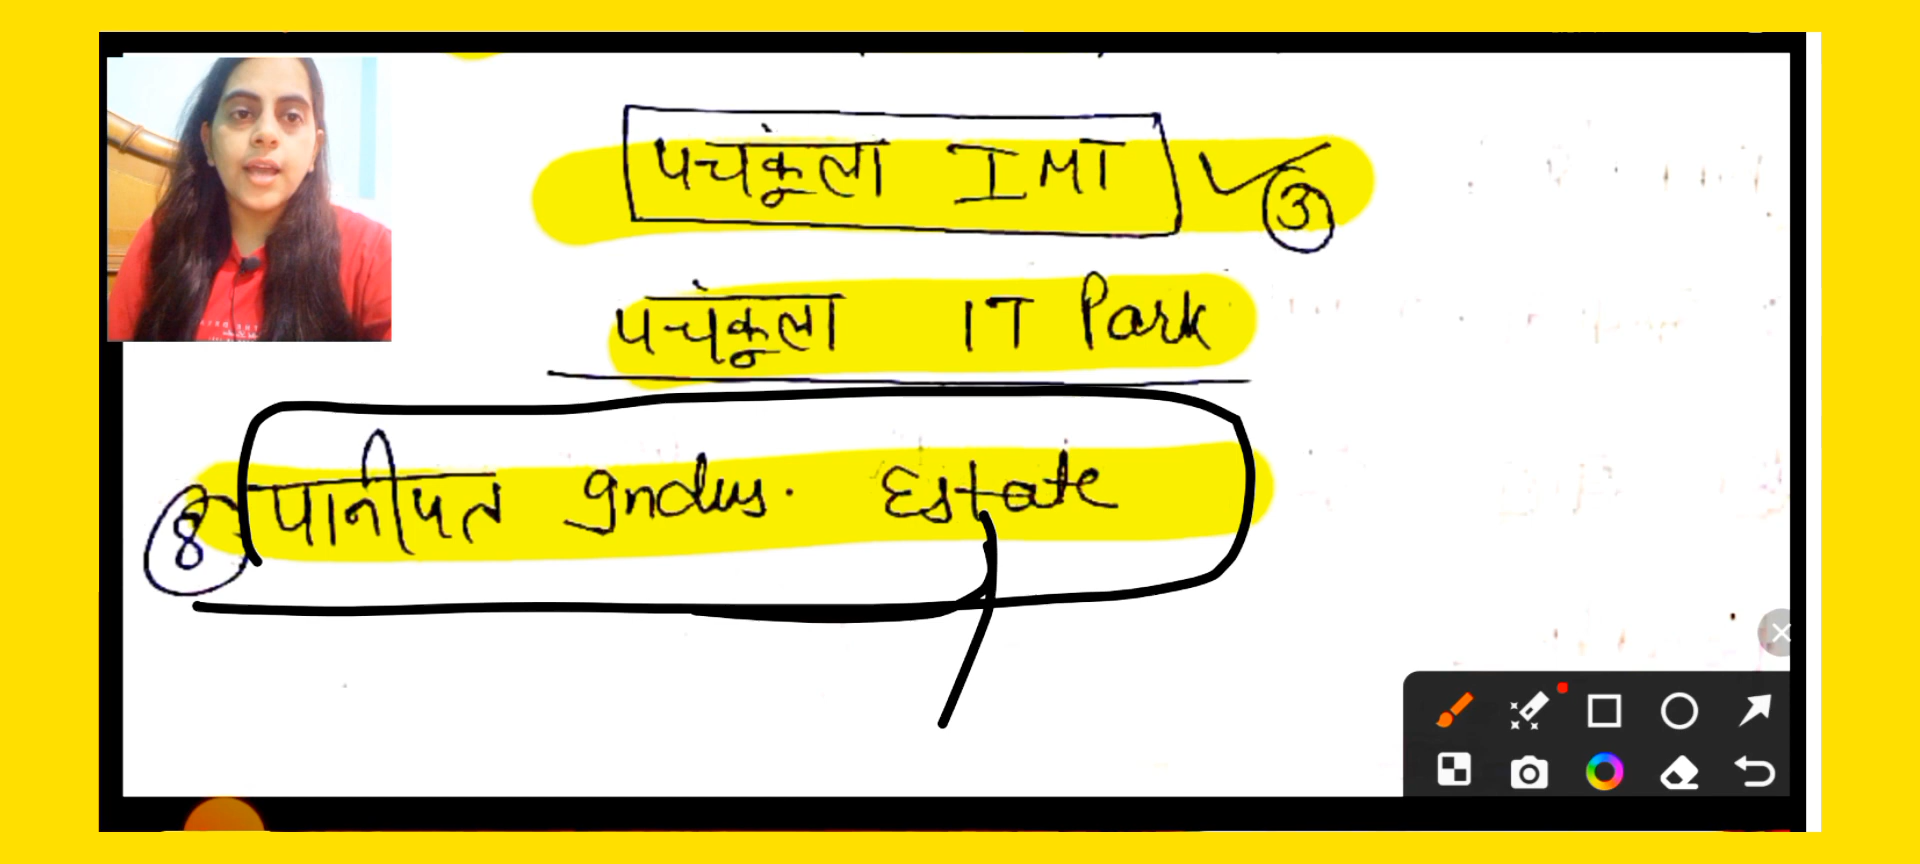 पंचकूला IMT ③
पंचकूला IT Park
⑧ पानीपत Indus. Estate